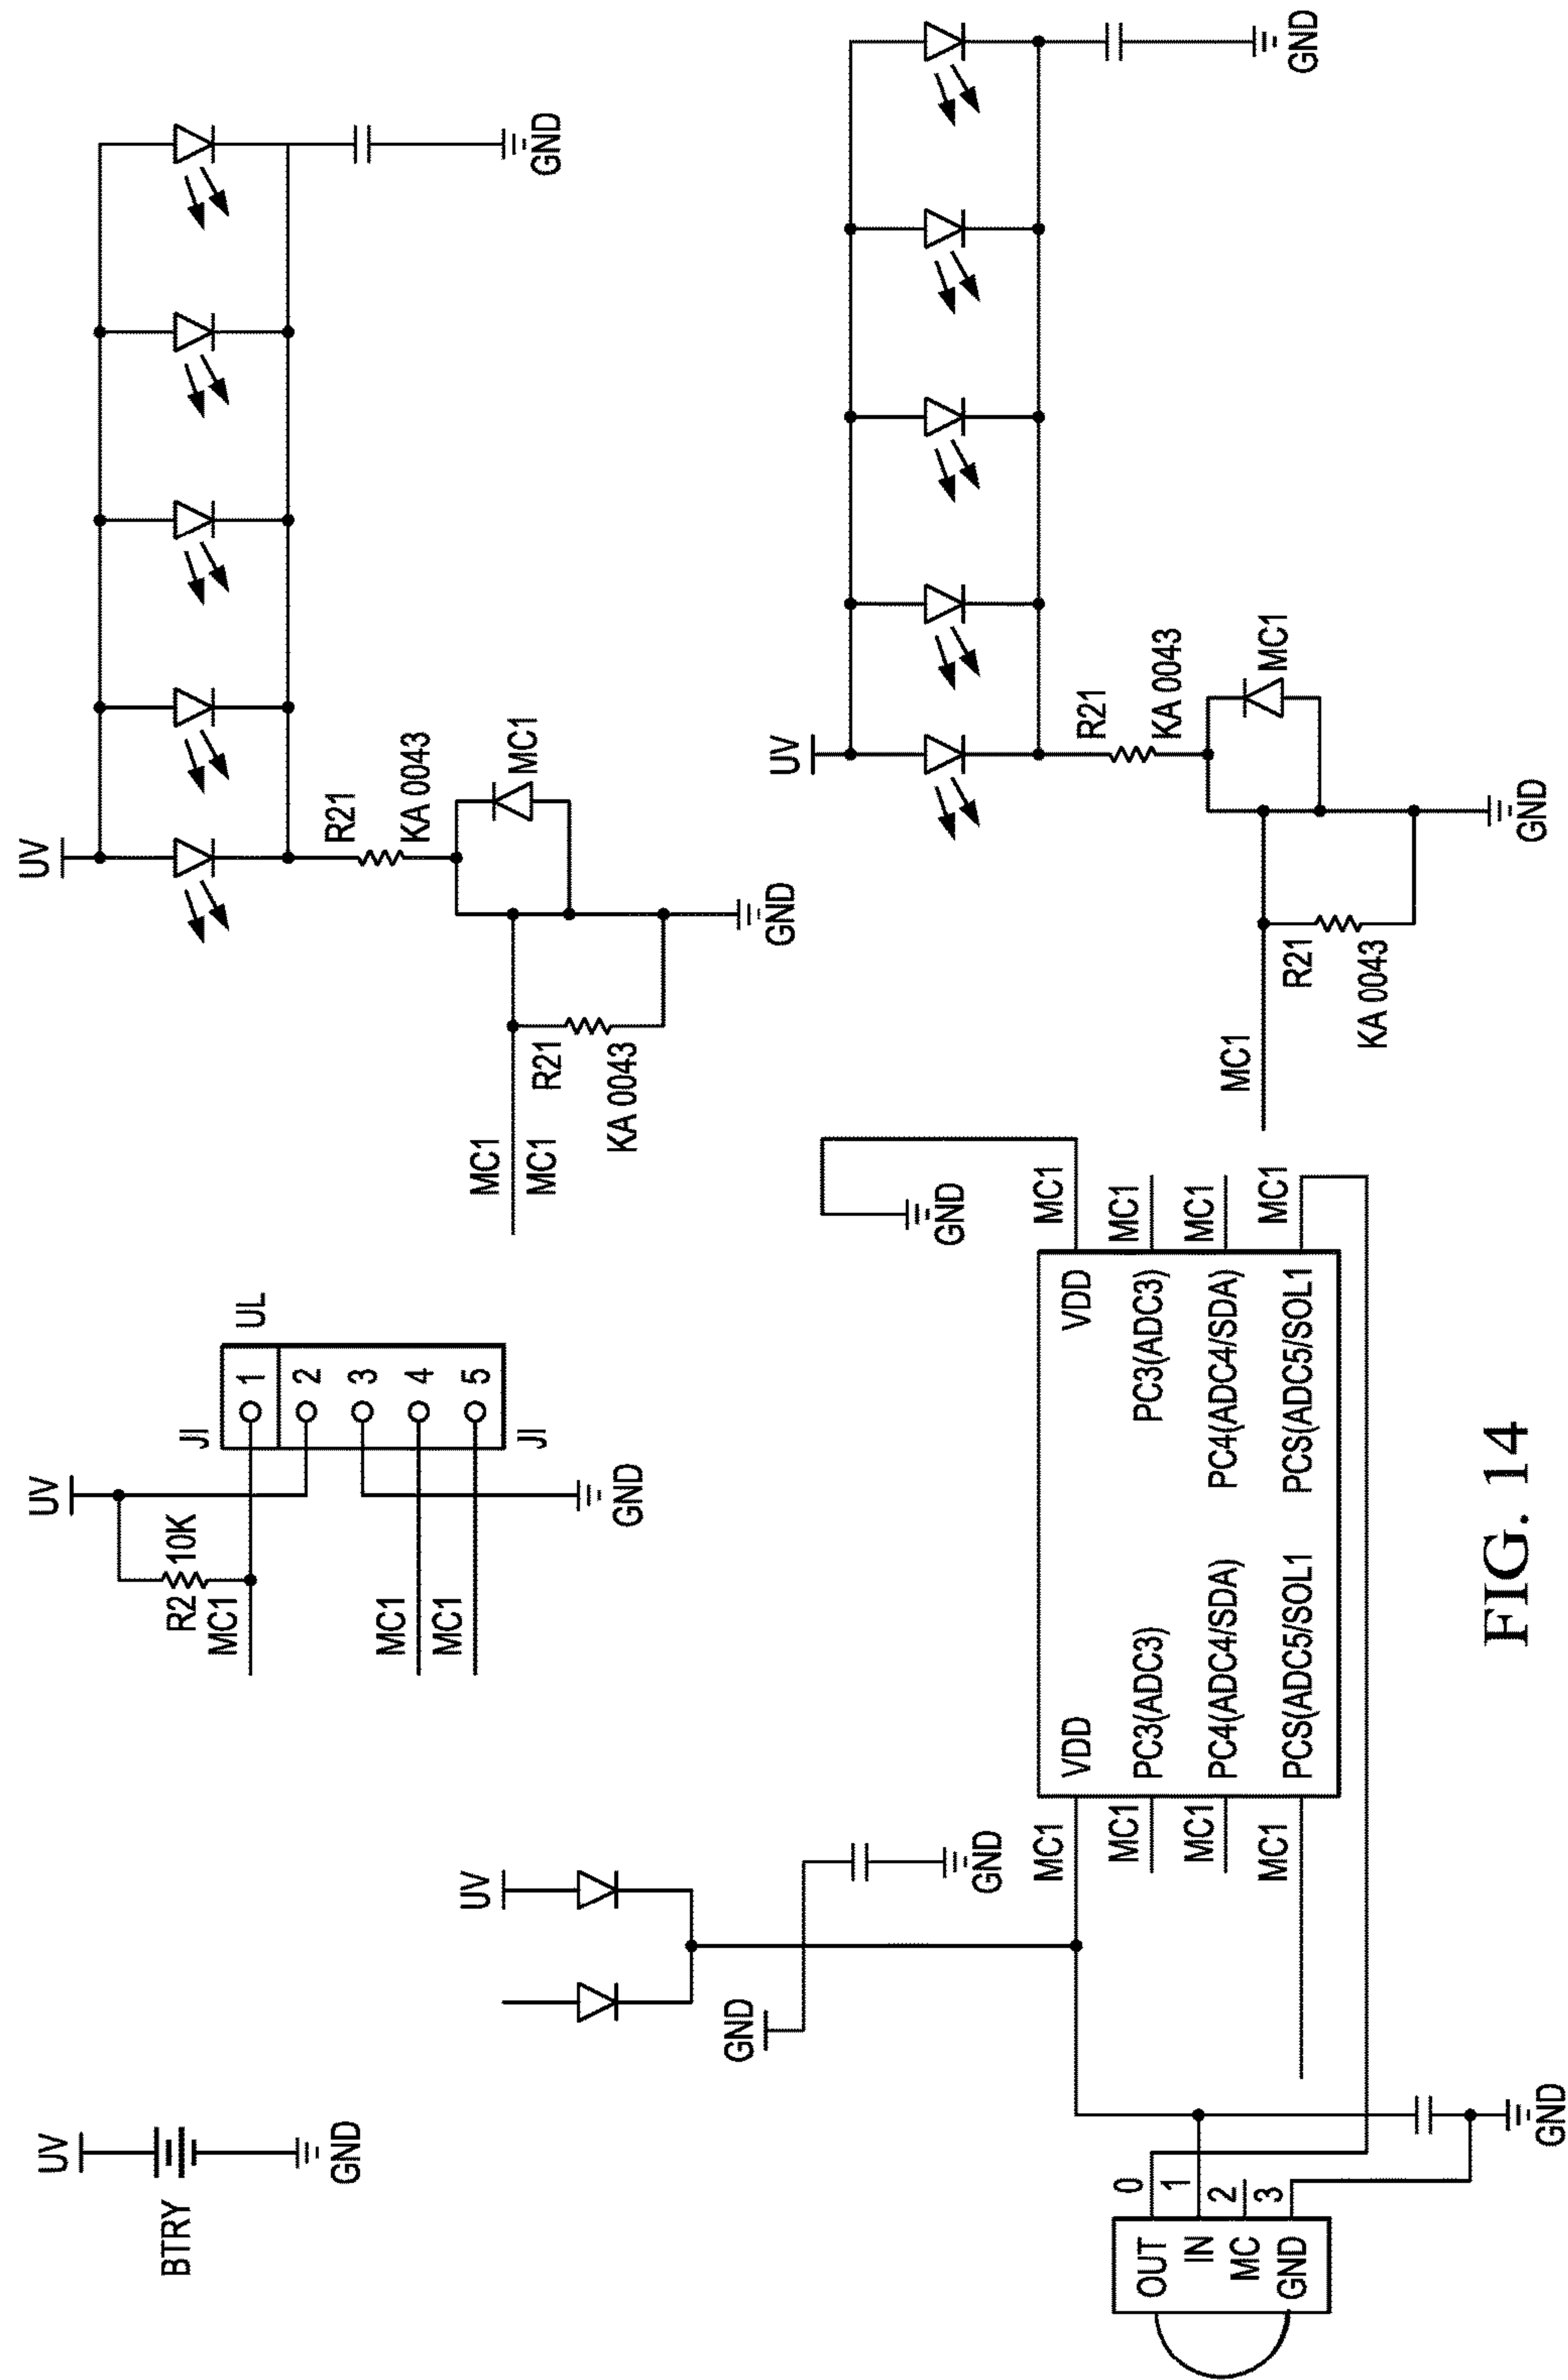 UV
BTRY
GND
UV
R2 10K
MC1
MC1
MC1
GND
JI
UL
1
2
3
4
5
JI
UV
R21
KA 0043
MC1
MC1
MC1
R21
KA 0043
GND
GND
UV
GND
GND
MC1
MC1
MC1
MC1
VDD
PC3(ADC3)
PC4(ADC4/SDA)
PCS(ADC5/SOL1
VDD
PC3(ADC3)
PC4(ADC4/SDA)
PCS(ADC5/SOL1
MC1
MC1
MC1
MC1
GND
OUT
IN
MC
GND
0
1
2
3
GND
UV
R21
KA 0043
MC1
MC1
R21
KA 0043
GND
GND
FIG. 14